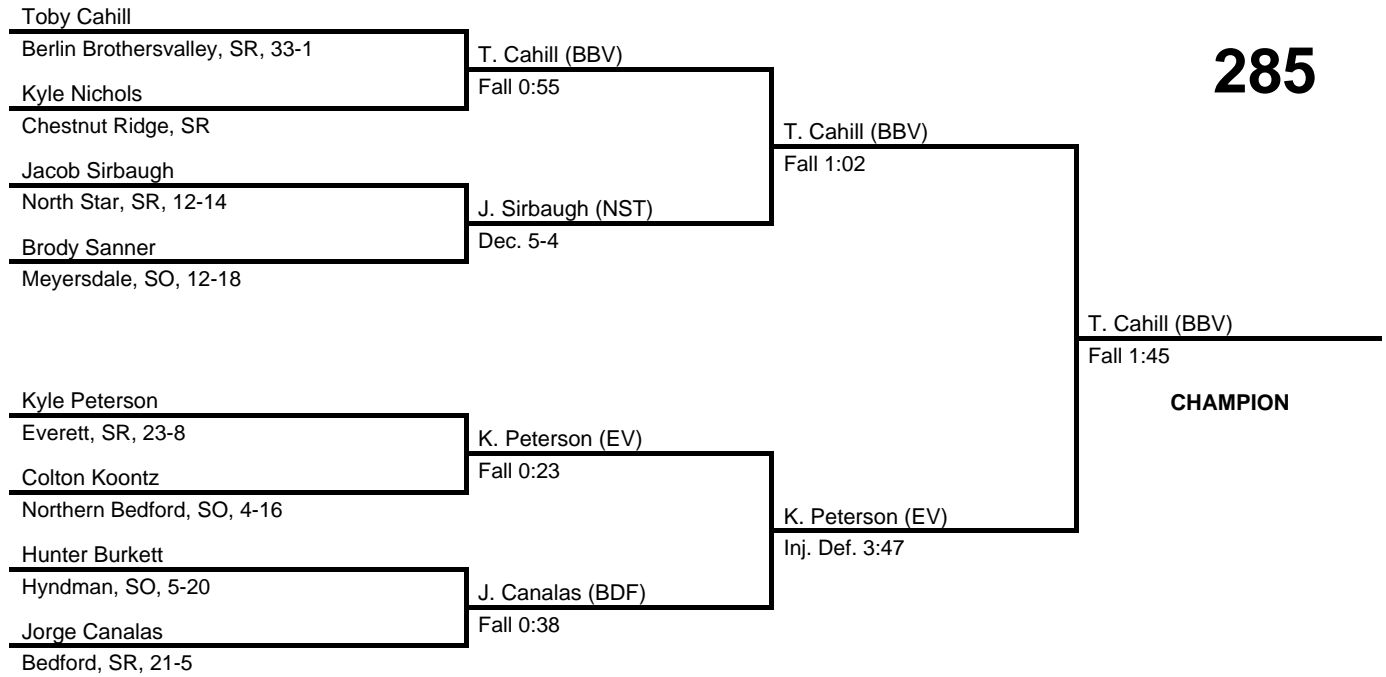 Toby Cahill
Berlin Brothersvalley, SR, 33-1
T. Cahill (BBV)
Fall 0:55
285
Kyle Nichols
Chestnut Ridge, SR
T. Cahill (BBV)
Fall 1:02
Jacob Sirbaugh
North Star, SR, 12-14
J. Sirbaugh (NST)
Dec. 5-4
Brody Sanner
Meyersdale, SO, 12-18
T. Cahill (BBV)
Fall 1:45
CHAMPION
Kyle Peterson
Everett, SR, 23-8
K. Peterson (EV)
Fall 0:23
Colton Koontz
Northern Bedford, SO, 4-16
K. Peterson (EV)
Inj. Def. 3:47
Hunter Burkett
Hyndman, SO, 5-20
J. Canalas (BDF)
Fall 0:38
Jorge Canalas
Bedford, SR, 21-5